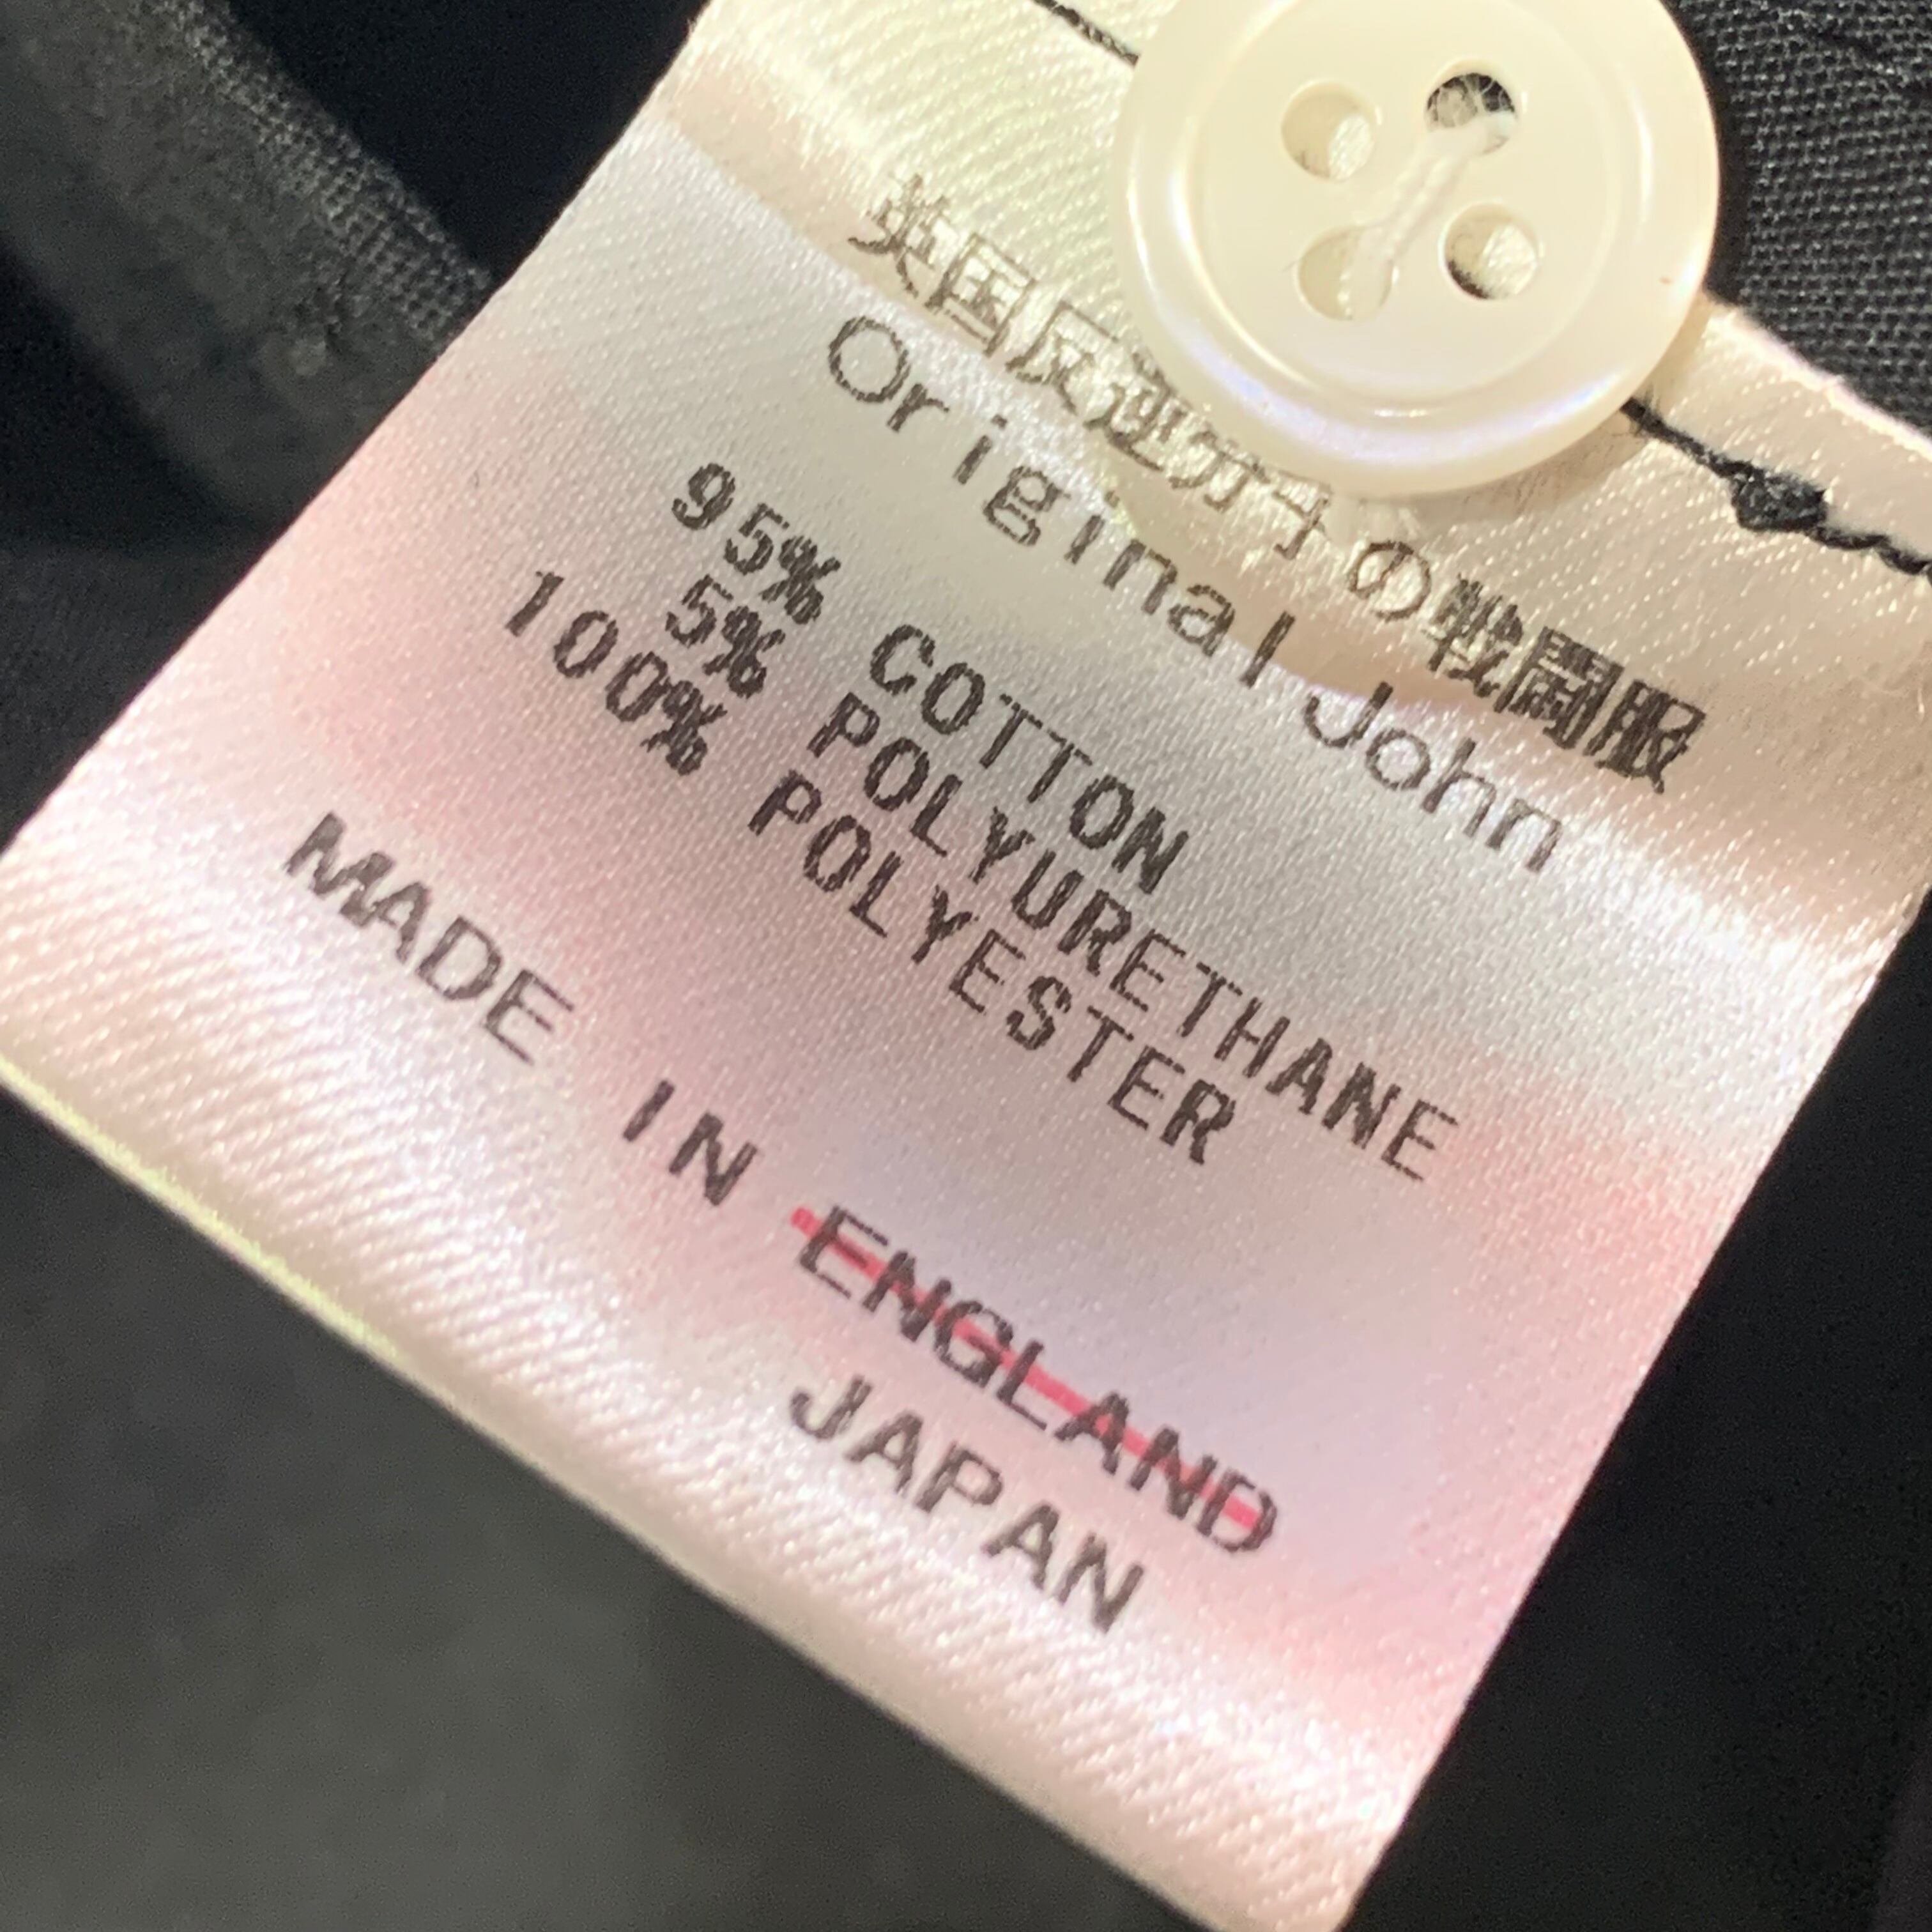 英国反逆分子の戦闘服
Original John
95% COTTON
5% POLYURETHANE
100% POLYESTER
MADE IN ENGLAND
JAPAN